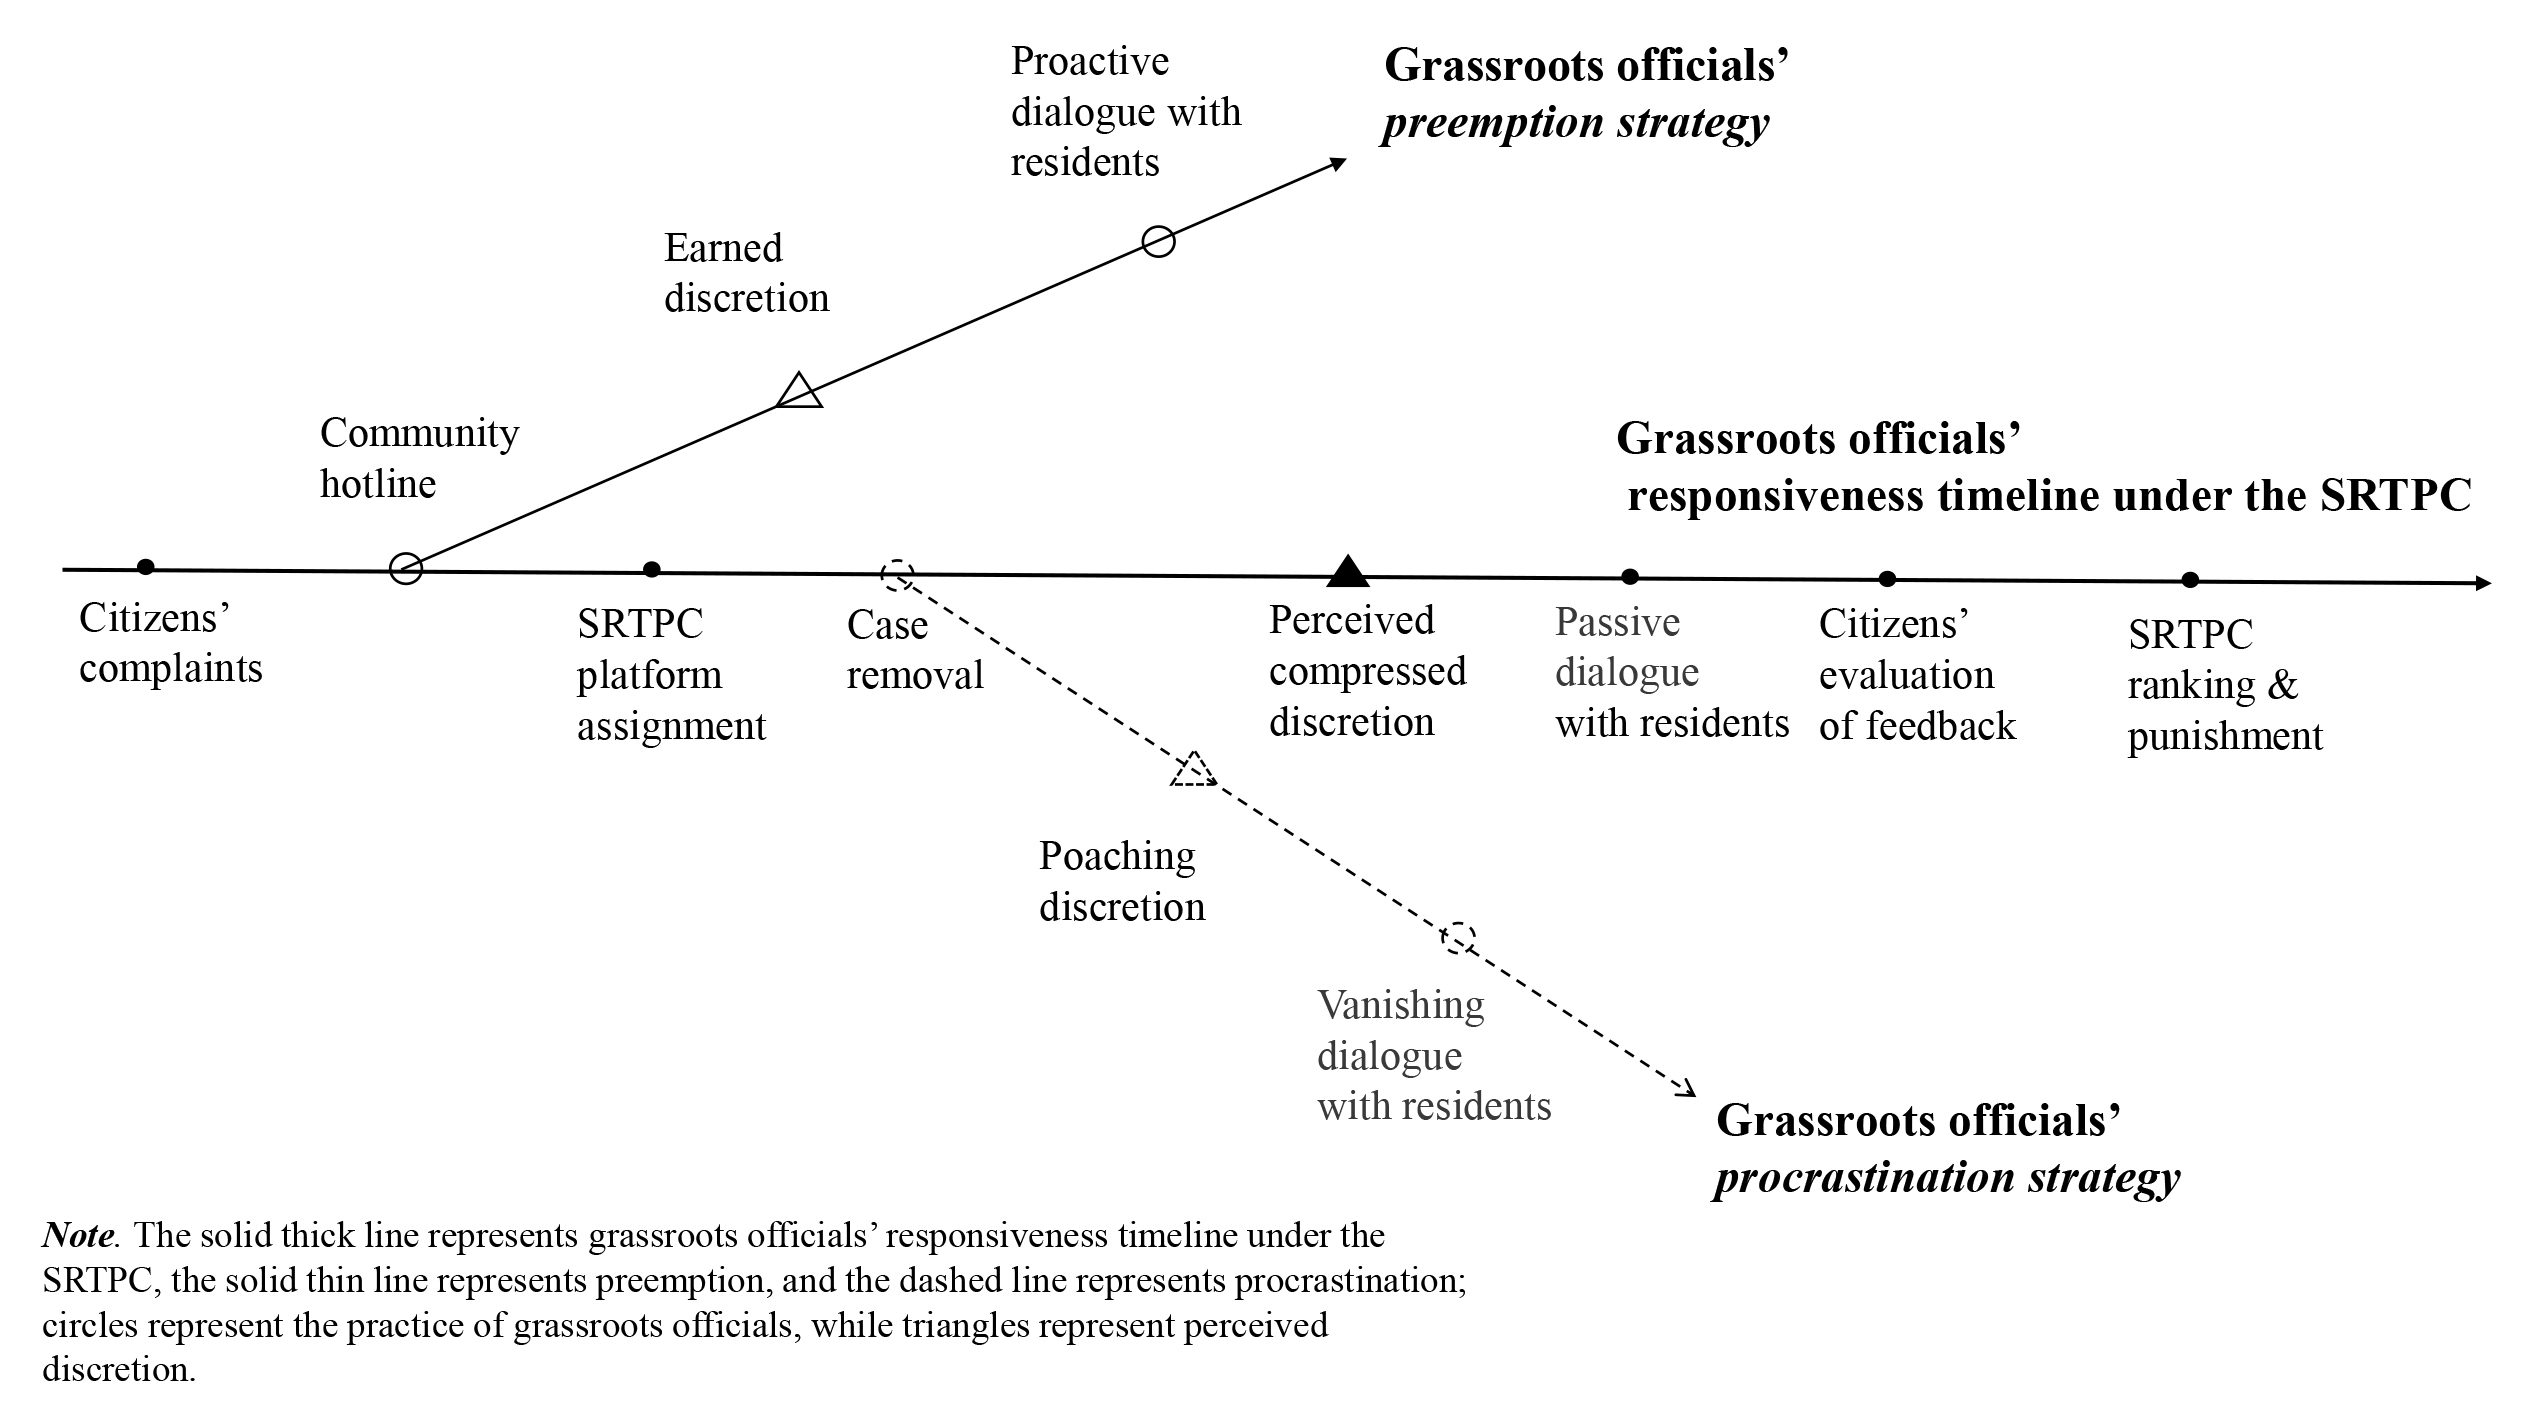 Proactive
dialogue with
residents
Grassroots officials’
preemption strategy
Earned
discretion
Community
hotline
Grassroots officials’
responsiveness timeline under the SRTPC
Citizens’
complaints
SRTPC
platform
assignment
Case
removal
Perceived
compressed
discretion
Passive
dialogue
with residents
Citizens’
evaluation
of feedback
SRTPC
ranking &
punishment
Poaching
discretion
Vanishing
dialogue
with residents
Grassroots officials’
procrastination strategy
Note. The solid thick line represents grassroots officials’ responsiveness timeline under the
SRTPC, the solid thin line represents preemption, and the dashed line represents procrastination;
circles represent the practice of grassroots officials, while triangles represent perceived
discretion.